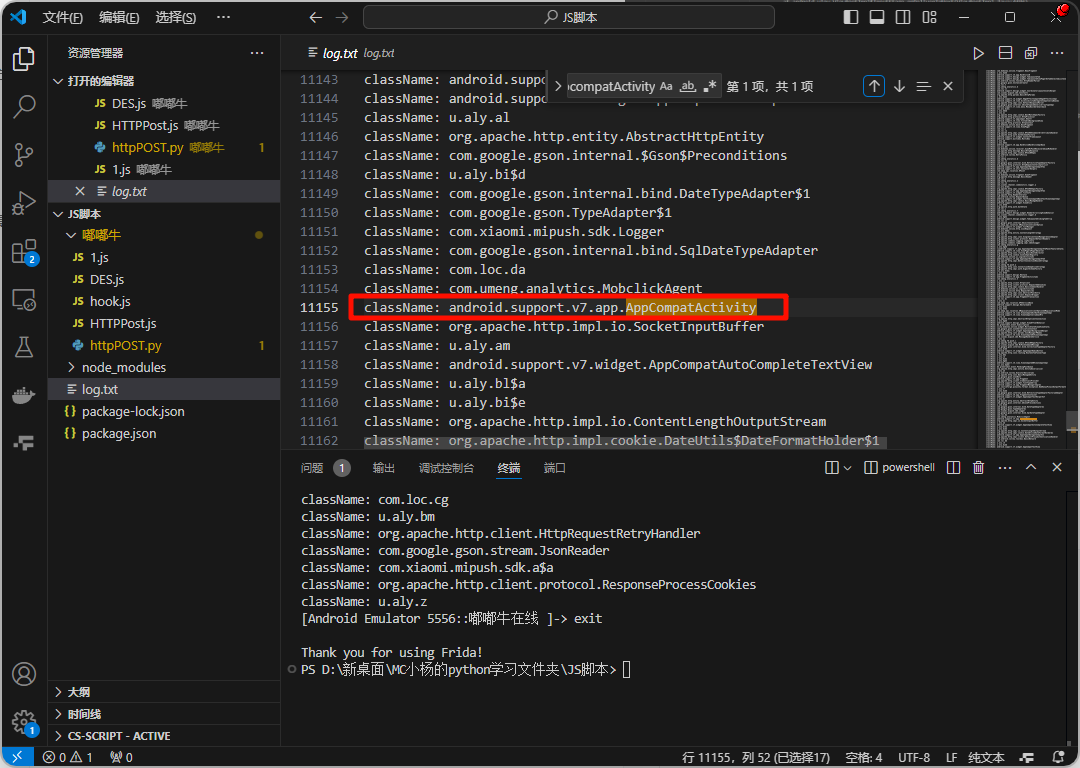 文件(F) 编辑(E) 选择(S) ··· JS脚本
资源管理器 ···
打开的编辑器
JS DES.js 嘟嘟牛
JS HTTPPost.js 嘟嘟牛
httpPOST.py 嘟嘟牛 1
JS 1.js 嘟嘟牛
log.txt
JS脚本
嘟嘟牛
JS 1.js
JS DES.js
JS hook.js
JS HTTPPost.js
httpPOST.py 1
node_modules
log.txt
{} package-lock.json
{} package.json
大纲
时间线
CS-SCRIPT - ACTIVE
2
1
log.txt log.txt
compatActivity Aa ab .* 第 1 项，共 1 项
11143 className: android.suppo
11144 className: android.suppo
11145 className: u.aly.al
11146 className: org.apache.http.entity.AbstractHttpEntity
11147 className: com.google.gson.internal.$Gson$Preconditions
11148 className: u.aly.bi$d
11149 className: com.google.gson.internal.bind.DateTypeAdapter$1
11150 className: com.google.gson.TypeAdapter$1
11151 className: com.xiaomi.mipush.sdk.Logger
11152 className: com.google.gson.internal.bind.SqlDateTypeAdapter
11153 className: com.loc.da
11154 className: com.umeng.analytics.MobclickAgent
11155 className: android.support.v7.app.AppCompatActivity
11156 className: org.apache.http.impl.io.SocketInputBuffer
11157 className: u.aly.am
11158 className: android.support.v7.widget.AppCompatAutoCompleteTextView
11159 className: u.aly.bl$a
11160 className: u.aly.bi$e
11161 className: org.apache.http.impl.io.ContentLengthOutputStream
11162 className: org.apache.http.impl.cookie.DateUtils$DateFormatHolder$1
问题 1 输出 调试控制台 终端 端口 powershell ···
className: com.loc.cg
className: u.aly.bm
className: org.apache.http.client.HttpRequestRetryHandler
className: com.google.gson.stream.JsonReader
className: com.xiaomi.mipush.sdk.a$a
className: org.apache.http.client.protocol.ResponseProcessCookies
className: u.aly.z
[Android Emulator 5556::嘟嘟牛在线 ]-> exit
Thank you for using Frida!
PS D:\新桌面\MC小杨的python学习文件夹\JS脚本>
0 1 0 行 11155，列 52 (已选择17) 空格: 4 UTF-8 LF 纯文本